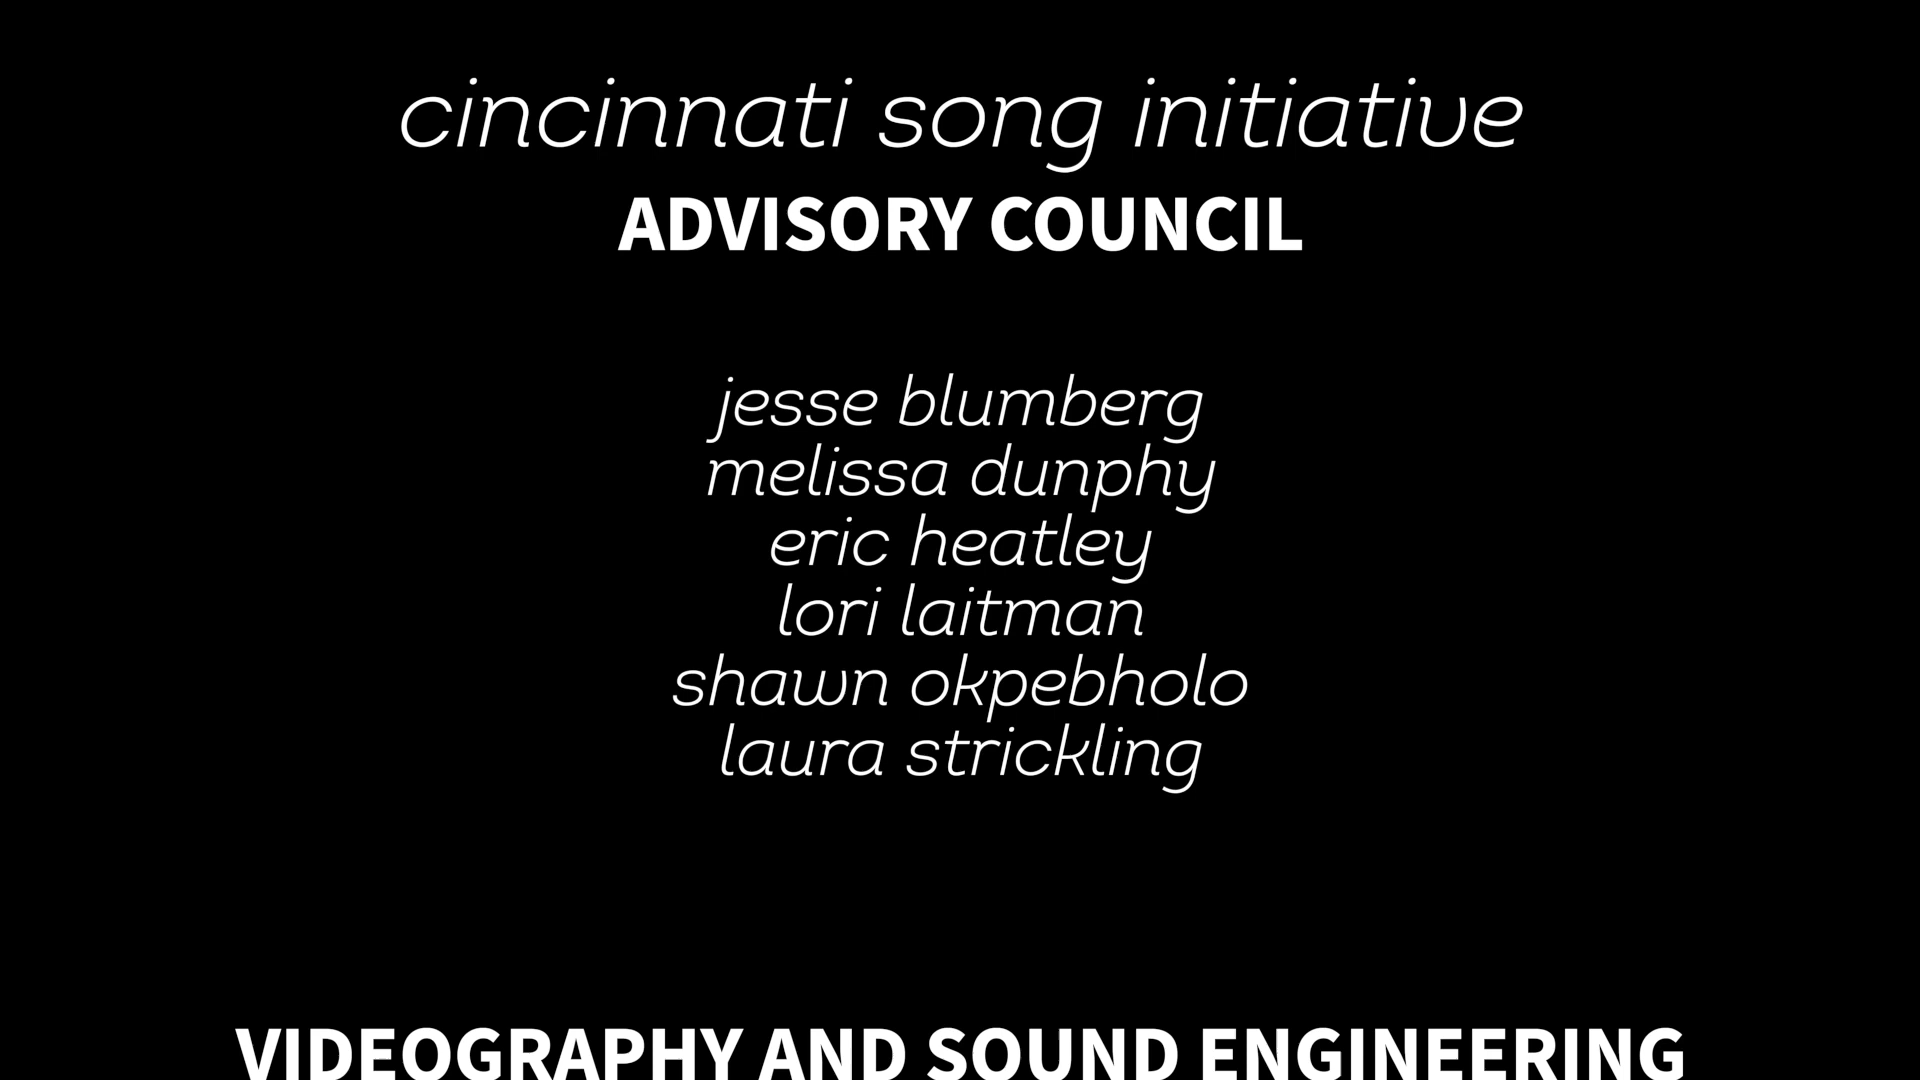 cincinnati song initiative
ADVISORY COUNCIL
jesse blumberg
melissa dunphy
eric heatley
lori laitman
shawn okpebholo
laura strickling
VIDEOGRAPHY AND SOUND ENGINEERING